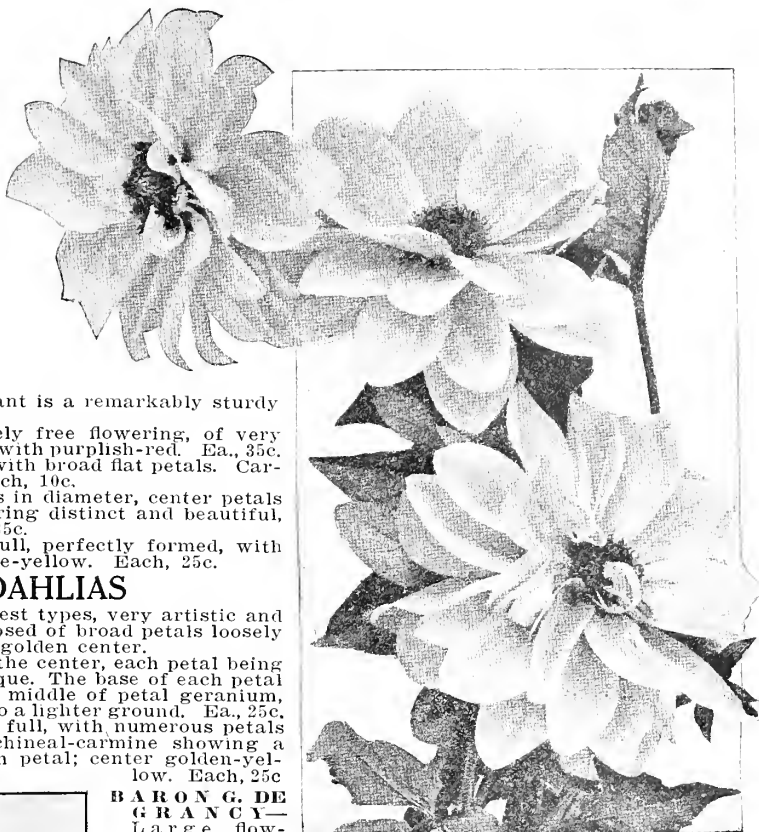 ant is a remarkably sturdy
ely free flowering, of very
with purplish-red. Ea., 35c.
with broad flat petals. Car-
ch, 10c.
s in diameter, center petals
ring distinct and beautiful,
5c.
ull, perfectly formed, with
e-yellow. Each, 25c.
DAHLIAS
est types, very artistic and
osed of broad petals loosely
golden center.
the center, each petal being
que. The base of each petal
middle of petal geranium,
o a lighter ground. Ea., 25c.
full, with numerous petals
chineal-carmine showing a
n petal; center golden-yel-
low. Each, 25c
BARON G. DE
GRANCY—
Large flow-